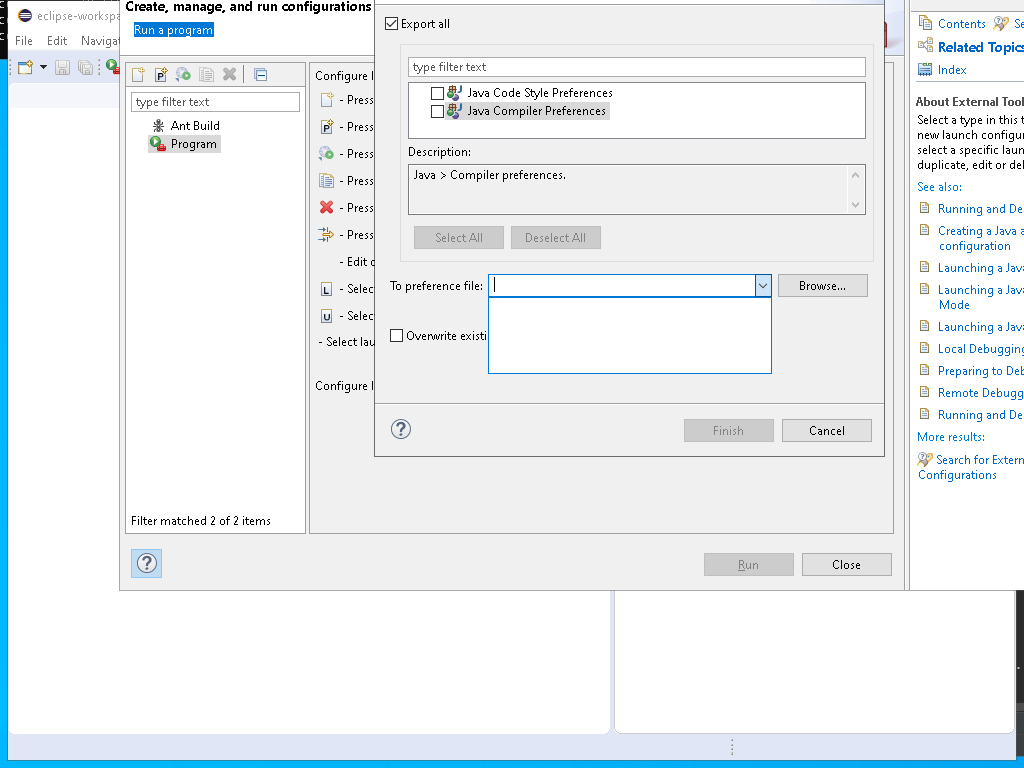 eclipse-workspa
File Edit Navigat
Create, manage, and run configurations
Run a program
type filter text
Ant Build
Program
Filter matched 2 of 2 items
Configure l
- Press
- Press
- Press
- Press
- Press
- Press
- Edit c
- Selec
- Selec
- Select lau
Configure l
Export all
type filter text
Java Code Style Preferences
Java Compiler Preferences
Description:
Java > Compiler preferences.
Select All Deselect All
To preference file:
Browse...
Overwrite existi
Finish Cancel
Run Close
Contents Se
Related Topics
Index
About External Tool
Select a type in this t
new launch configur
select a specific laun
duplicate, edit or del
See also:
Running and De
Creating a Java a
configuration
Launching a Java
Launching a Java
Mode
Launching a Java
Local Debugging
Preparing to Deb
Remote Debugg
Running and De
More results:
Search for Extern
Configurations